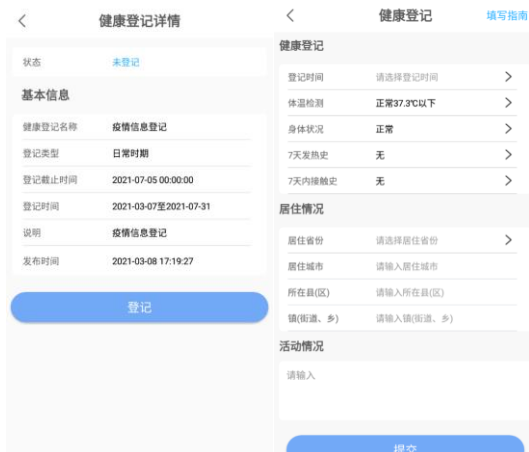 健康登记详情
状态 未登记
基本信息
健康登记名称 疫情信息登记
登记类型 日常时期
登记截止时间 2021-07-05 00:00:00
登记时间 2021-03-07至2021-07-31
说明 疫情信息登记
发布时间 2021-03-08 17:19:27
登记
健康登记 填写指南
健康登记
登记时间 请选择登记时间
体温检测 正常37.3℃以下
身体状况 正常
7天发热史 无
7天内接触史 无
居住情况
居住省份 请选择居住省份
居住城市 请输入居住城市
所在县(区) 请输入所在县(区)
镇(街道、乡) 请输入镇(街道、乡)
活动情况
请输入
提交